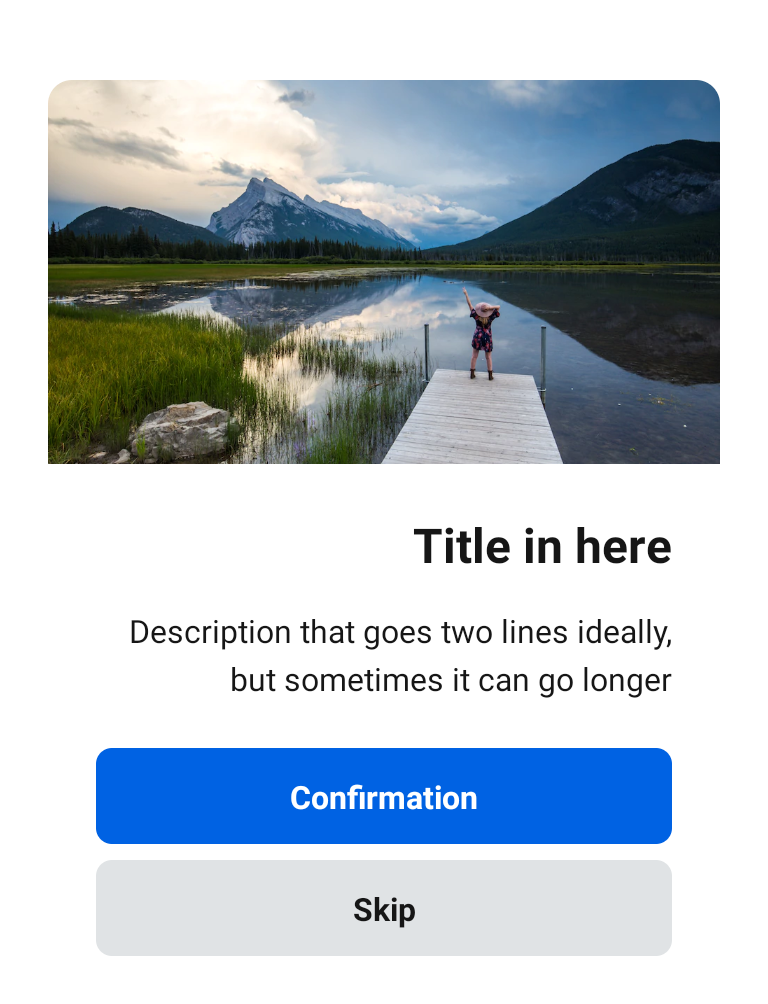 Title in here
Description that goes two lines ideally,
but sometimes it can go longer
Confirmation
Skip